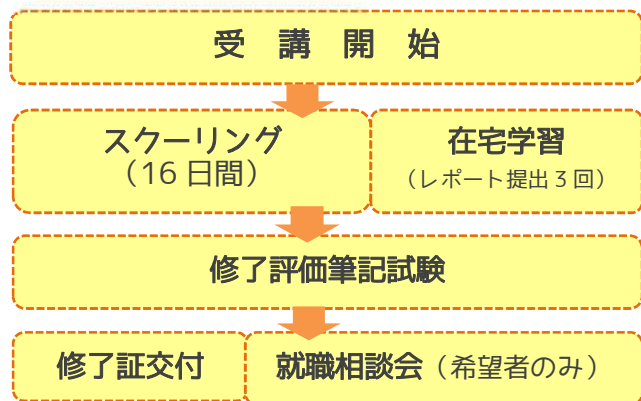 受 講 開 始
スクーリング
（16 日間）
在宅学習
（レポート提出 3 回）
修了評価筆記試験
修了証交付
就職相談会（希望者のみ）